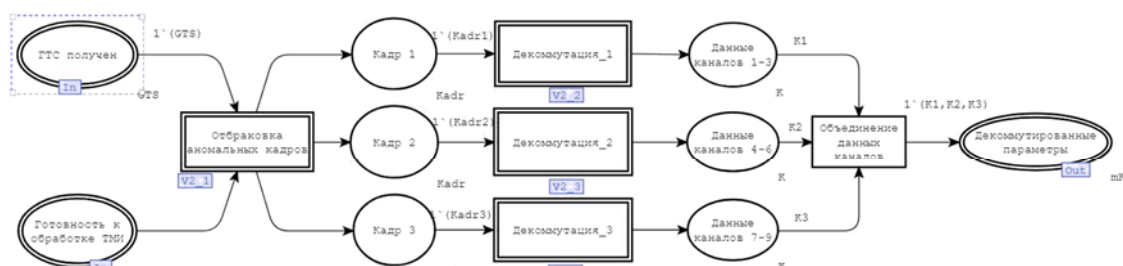 ГТС получен
In
GTS
1`(GTS)
Готовность к
обработке ТМИ
Отбраковка
аномальных кадров
V2_1
Кадр 1
Kadr
1`(Kadr1)
Декоммутация_1
V2_2
Данные
каналов 1-3
K
K1
Кадр 2
Kadr
1`(Kadr2)
Декоммутация_2
V2_3
Данные
каналов 4-6
K
K2
Кадр 3
1`(Kadr3)
Декоммутация_3
Данные
каналов 7-9
K3
Объединение
данных
каналов
1`(K1,K2,K3)
Декоммутированные
параметры
Out